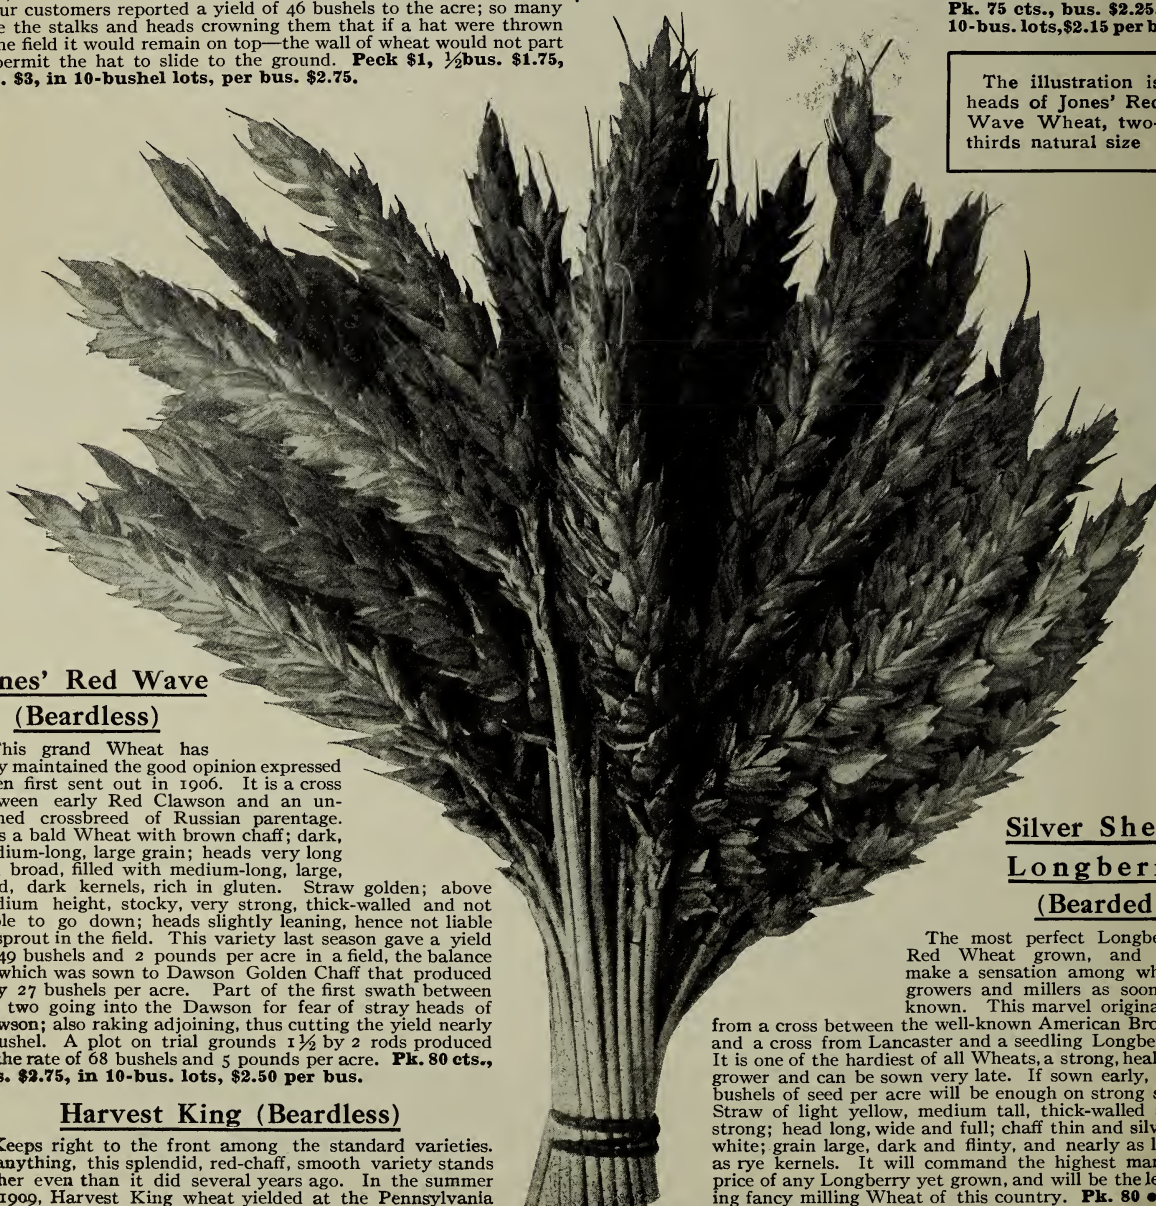 ur customers reported a yield of 46 bushels to the acre; so many
e the stalks and heads crowning them that if a hat were thrown
ne field it would remain on top—the wall of wheat would not part
permit the hat to slide to the ground. Peck $1, ½bus. $1.75,
. $3, in 10-bushel lots, per bus. $2.75.
Pk. 75 cts., bus. $2.25.
10-bus. lots, $2.15 per b
The illustration is
heads of Jones' Red
Wave Wheat, two-
thirds natural size
nes' Red Wave
(Beardless)
This grand Wheat has
y maintained the good opinion expressed
en first sent out in 1906. It is a cross
ween early Red Clawson and an un-
ned crossbreed of Russian parentage.
s a bald Wheat with brown chaff; dark,
dium-long, large grain; heads very long
broad, filled with medium-long, large,
d, dark kernels, rich in gluten. Straw golden; above
dium height, stocky, very strong, thick-walled and not
le to go down; heads slightly leaning, hence not liable
sprout in the field. This variety last season gave a yield
49 bushels and 2 pounds per acre in a field, the balance
which was sown to Dawson Golden Chaff that produced
y 27 bushels per acre. Part of the first swath between
two going into the Dawson for fear of stray heads of
wson; also raking adjoining, thus cutting the yield nearly
ushel. A plot on trial grounds 1½ by 2 rods produced
the rate of 68 bushels and 5 pounds per acre. Pk. 80 cts.,
s. $2.75, in 10-bus. lots, $2.50 per bus.
Harvest King (Beardless)
Keeps right to the front among the standard varieties.
anything, this splendid, red-chaff, smooth variety stands
her even than it did several years ago. In the summer
1909, Harvest King wheat yielded at the Pennsylvania
Silver She
Longber
(Bearded
The most perfect Longbe
Red Wheat grown, and
make a sensation among wh
growers and millers as soon
known. This marvel origina
from a cross between the well-known American Bro
and a cross from Lancaster and a seedling Longbe
It is one of the hardiest of all Wheats, a strong, heal
grower and can be sown very late. If sown early,
bushels of seed per acre will be enough on strong s
Straw of light yellow, medium tall, thick-walled
strong; head long, wide and full; chaff thin and silv
white; grain large, dark and flinty, and nearly as l
as rye kernels. It will command the highest mar
price of any Longberry yet grown, and will be the le
ing fancy milling Wheat of this country. Pk. 80